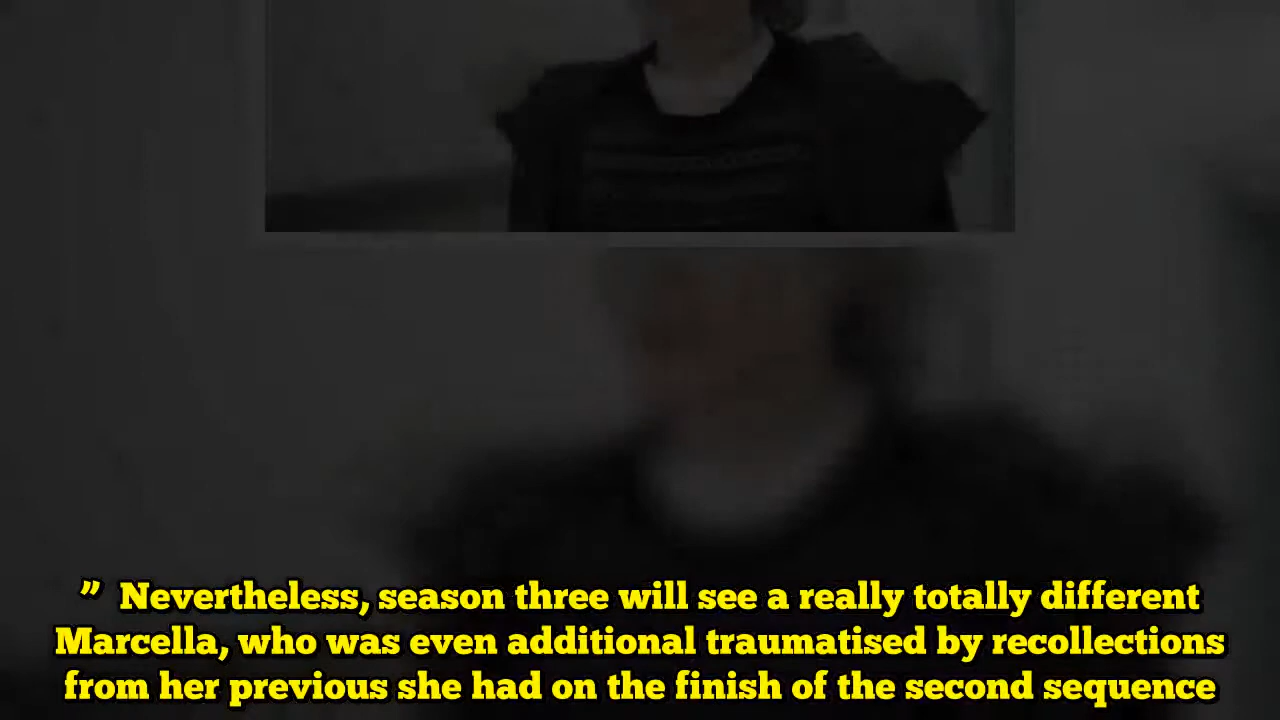 ” Nevertheless, season three will see a really totally different
Marcella, who was even additional traumatised by recollections
from her previous she had on the finish of the second sequence